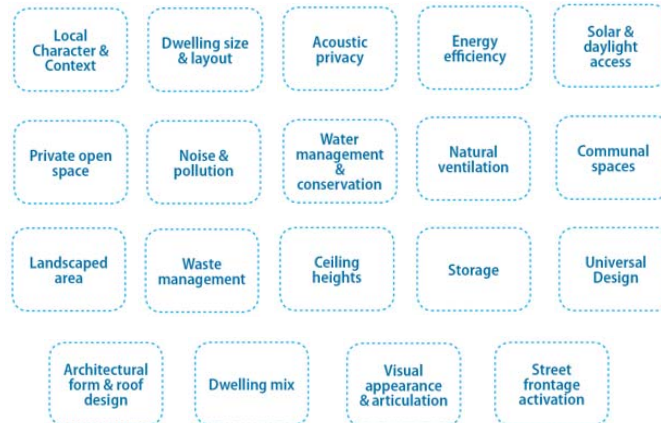 Local
Character &
Context
Dwelling size
& layout
Acoustic
privacy
Energy
efficiency
Solar &
daylight
access
Private open
space
Noise &
pollution
Water
management
&
conservation
Natural
ventilation
Communal
spaces
Landscaped
area
Waste
management
Ceiling
heights
Storage
Universal
Design
Architectural
form & roof
design
Dwelling mix
Visual
appearance
& articulation
Street
frontage
activation